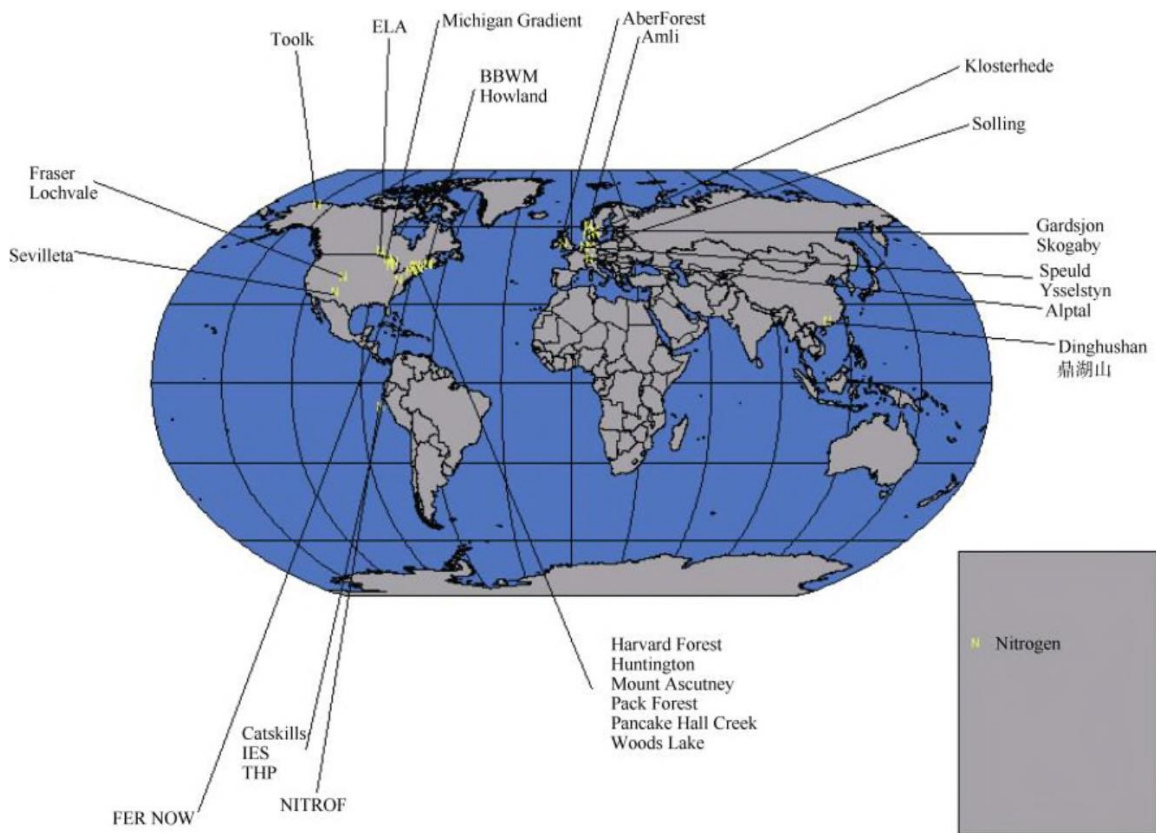 Michigan Gradient
ELA
Toolk
BBWM
Howland
AberForest
Amli
Klosterhede
Solling
Fraser
Lochvale
Sevilleta
Gardsjon
Skogaby
Speuld
Ysselstyn
Alptal
Dinghushan
鼎湖山
Harvard Forest
Huntington
Mount Ascutney
Pack Forest
Pancake Hall Creek
Woods Lake
Catskills
IES
THP
NITROF
FER NOW
N Nitrogen